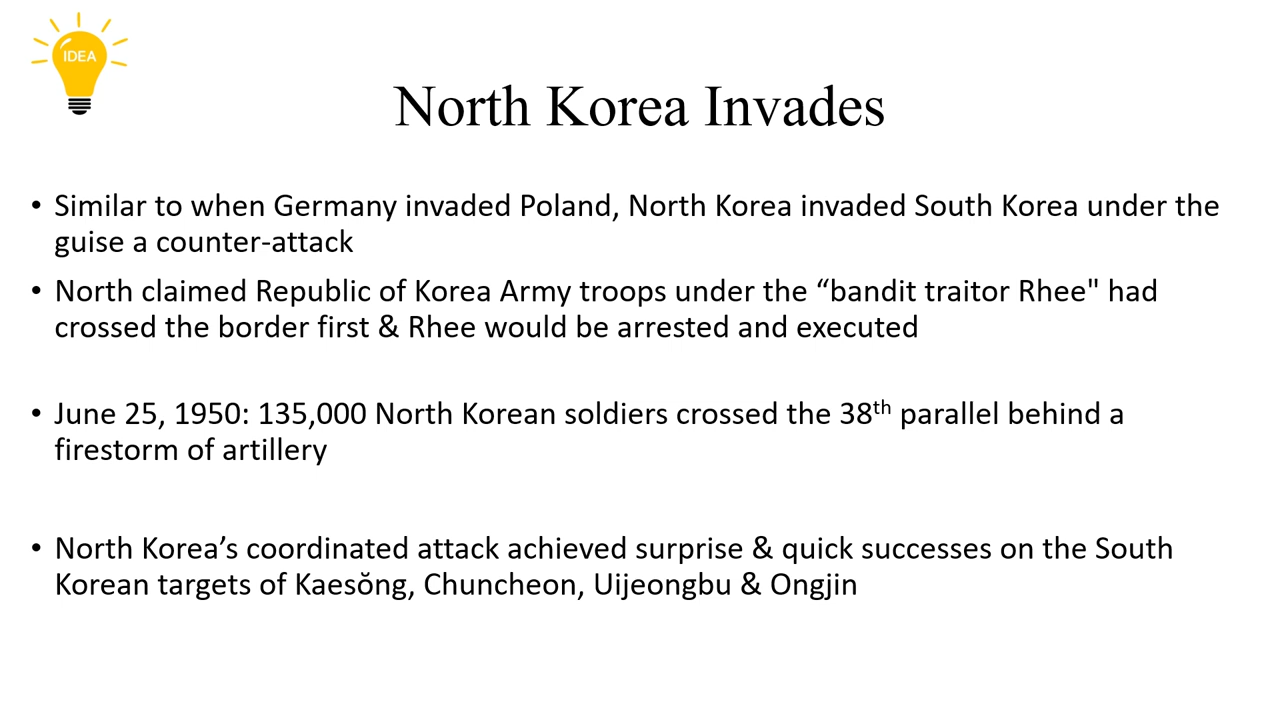 IDEA
North Korea Invades
• Similar to when Germany invaded Poland, North Korea invaded South Korea under the
guise a counter-attack
• North claimed Republic of Korea Army troops under the “bandit traitor Rhee" had
crossed the border first & Rhee would be arrested and executed
• June 25, 1950: 135,000 North Korean soldiers crossed the 38th parallel behind a
firestorm of artillery
• North Korea’s coordinated attack achieved surprise & quick successes on the South
Korean targets of Kaesŏng, Chuncheon, Uijeongbu & Ongjin